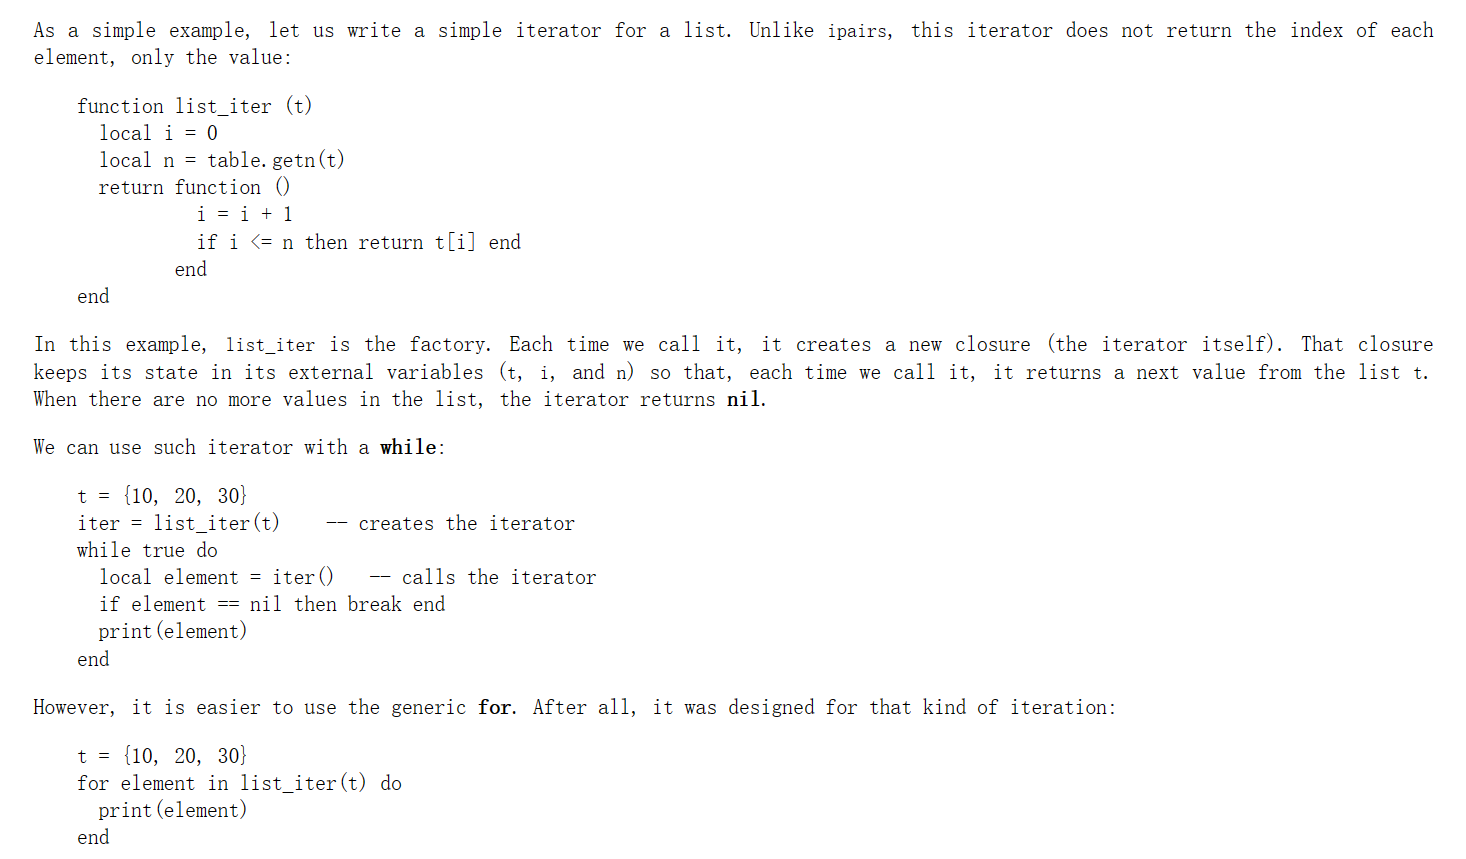 As a simple example, let us write a simple iterator for a list. Unlike ipairs, this iterator does not return the index of each
element, only the value:
function list_iter (t)
local i = 0
local n = table.getn(t)
return function ()
i = i + 1
if i <= n then return t[i] end
end
end
In this example, list_iter is the factory. Each time we call it, it creates a new closure (the iterator itself). That closure
keeps its state in its external variables (t, i, and n) so that, each time we call it, it returns a next value from the list t.
When there are no more values in the list, the iterator returns nil.
We can use such iterator with a while:
t = {10, 20, 30}
iter = list_iter(t)    -- creates the iterator
while true do
local element = iter()   -- calls the iterator
if element == nil then break end
print(element)
end
However, it is easier to use the generic for. After all, it was designed for that kind of iteration:
t = {10, 20, 30}
for element in list_iter(t) do
print(element)
end